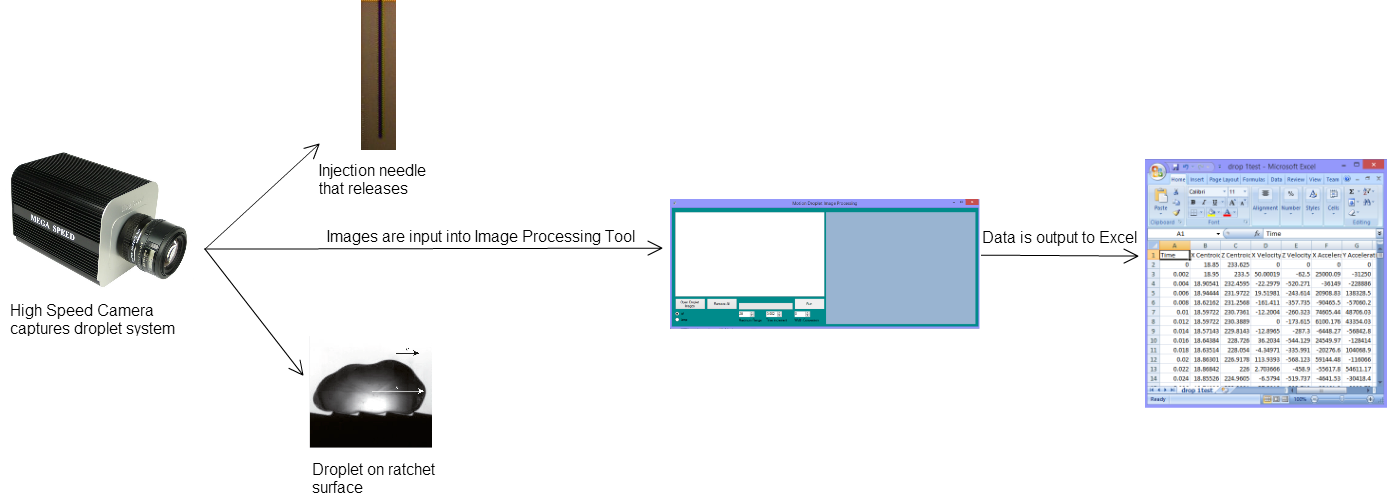 Injection needle
that releases
MEGA SPEED
Images are input into Image Processing Tool
High Speed Camera
captures droplet system
Droplet on ratchet
surface
Motion Droplet Image Processing
Remove All
Run
Data is output to Excel
drop 1test - Microsoft Excel
Home Insert Page Layout Formulas Data Review View Team
Calibri 11
Paste
Alignment Number Styles Cells
Clipboard Font Editing
A1 fx Time
A B C D E F G
1 Time X Centroid Z Centroid X Velocity Z Velocity X Accelera Y Accelerat
2 0 18.85 233.625 0 0 0 0
3 0.002 18.95 233.5 50.00019 -62.5 25000.09 -31250
4 0.004 18.90541 232.4595 -22.2979 -520.271 -36149 -228886
5 0.006 18.94444 231.9722 19.51981 -243.614 20908.83 138328.5
6 0.008 18.62162 231.2568 -161.411 -357.735 -90465.5 -57060.2
7 0.01 18.59722 230.7361 -12.2004 -260.323 74605.44 48706.03
8 0.012 18.59722 230.3889 0 -173.615 6100.176 43354.03
9 0.014 18.57143 229.8143 -12.8965 -287.3 -6448.27 -56842.8
10 0.016 18.64384 228.726 36.2034 -544.129 24549.97 -128414
11 0.018 18.63514 228.054 -4.34971 -335.991 -20276.6 104068.9
12 0.02 18.86301 226.9178 113.9393 -568.123 59144.48 -116066
13 0.022 18.86842 226 2.703666 -458.9 -55617.8 54611.17
14 0.024 18.85526 224.9605 -6.5794 -519.737 -4641.53 -30418.4
drop 1test
Ready 100%